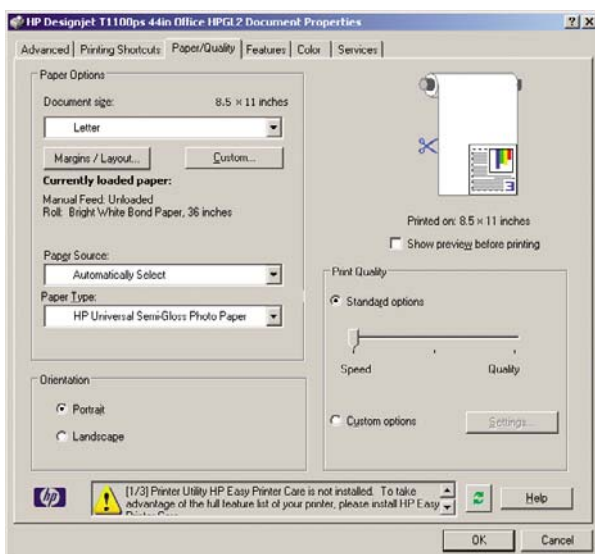 HP Designjet T1100ps 44in Office HPGL2 Document Properties
Advanced
Printing Shortcuts
Paper/Quality
Features
Color
Services
Paper Options
Document size:
8.5 × 11 inches
Letter
Margins / Layout...
Custom...
Currently loaded paper:
Manual Feed: Unloaded
Roll: Bright White Bond Paper, 36 inches
Paper Source:
Automatically Select
Paper Type:
HP Universal Semi-Gloss Photo Paper
Orientation
Portrait
Landscape
3
Printed on: 8.5 × 11 inches
Show preview before printing
Print Quality
Standard options
Speed
Quality
Custom options
Settings...
hp
[1/3] Printer Utility HP Easy Printer Care is not installed. To take
advantage of the full feature list of your printer, please install HP Easy
Help
OK
Cancel